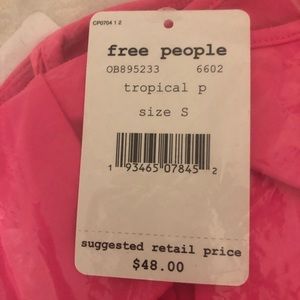 CP0704 1 2
free people
OB895233 6602
tropical p
size S
1 93465 07845 2
suggested retail price
$48.00